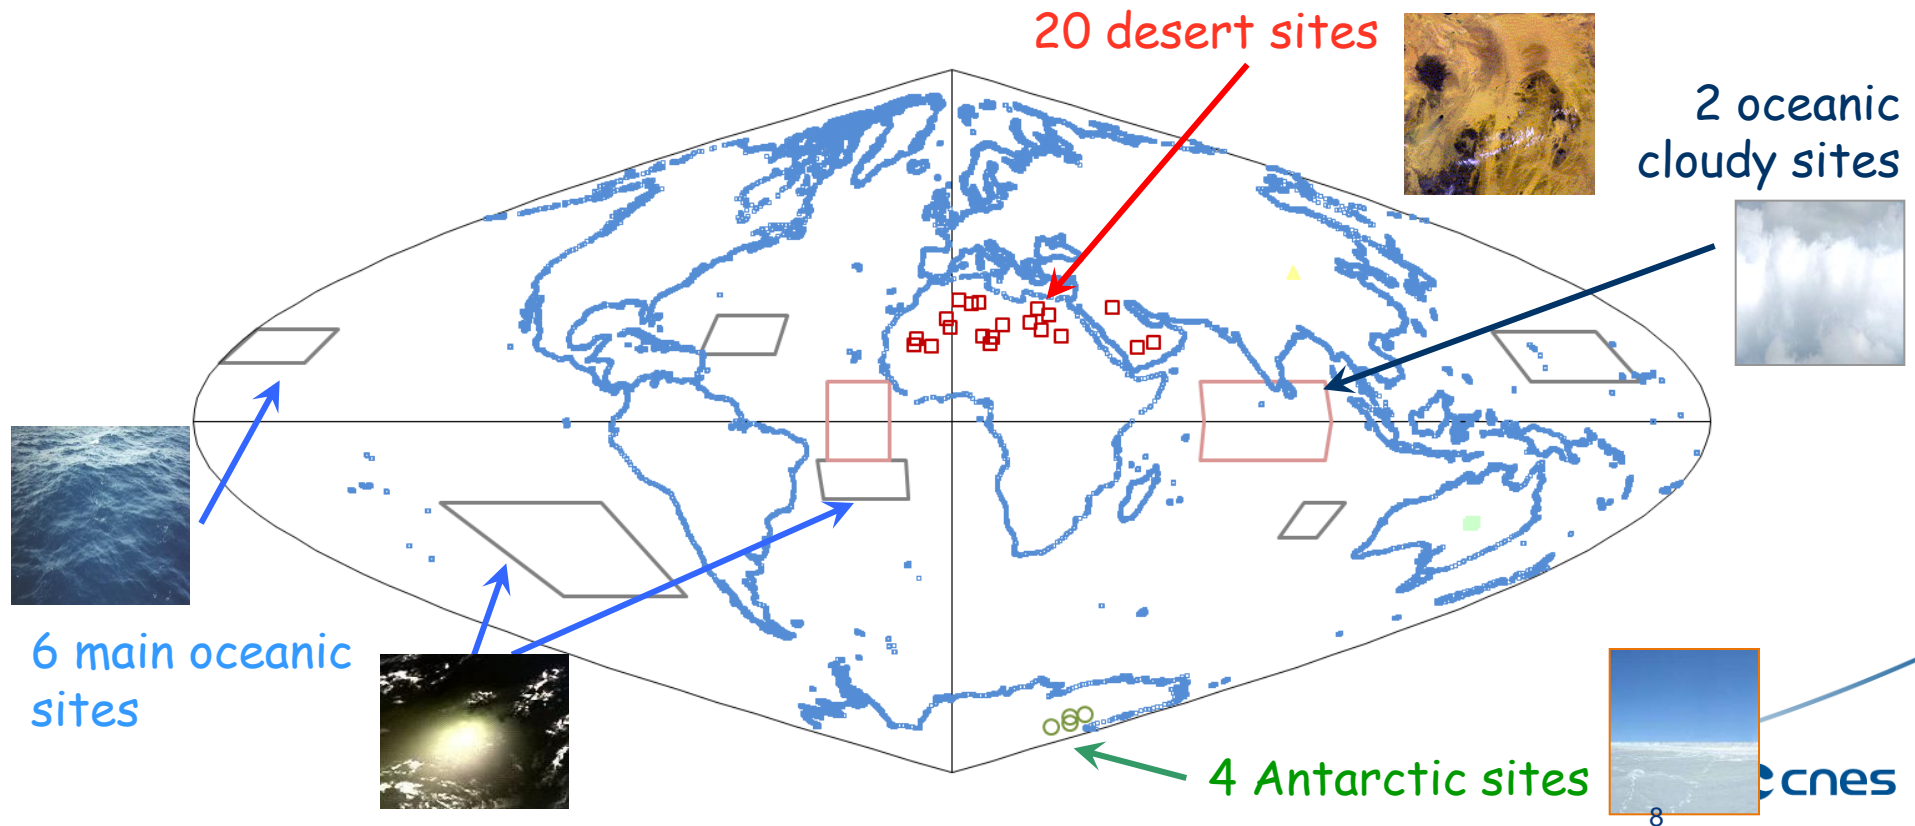 20 desert sites
2 oceanic
cloudy sites
6 main oceanic
sites
4 Antarctic sites
cnes
8